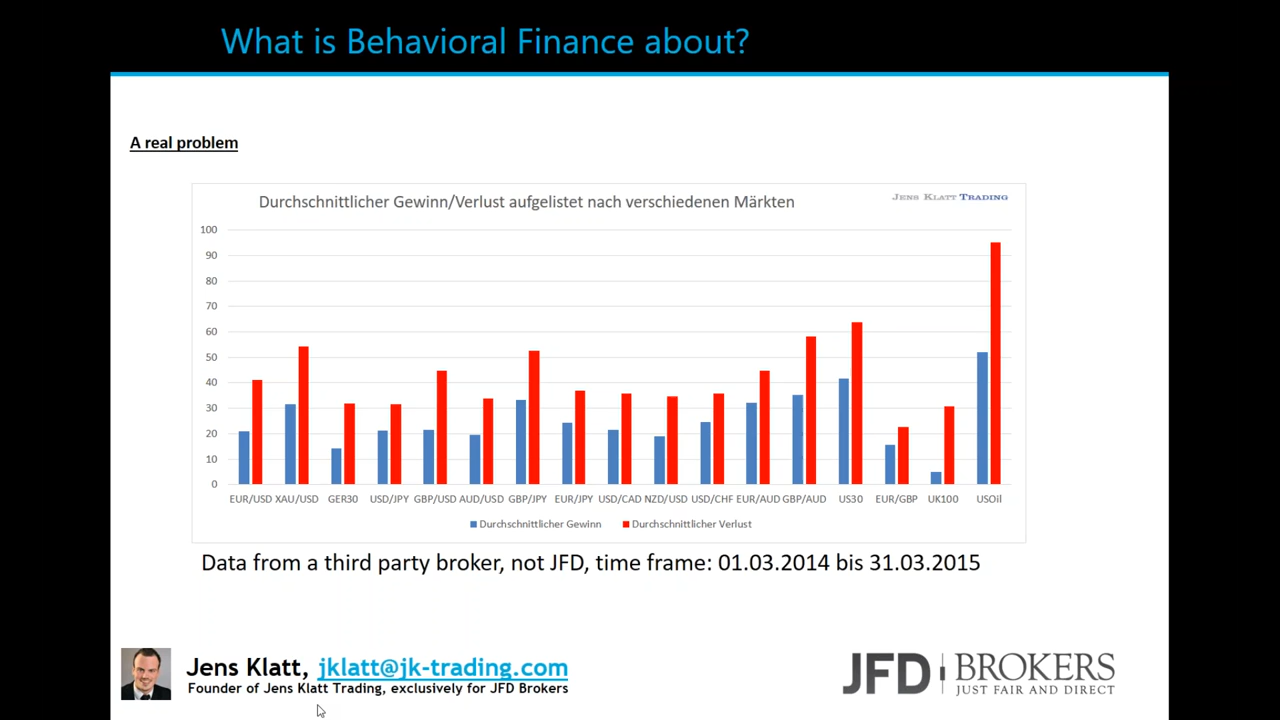 What is Behavioral Finance about?
A real problem
Durchschnittlicher Gewinn/Verlust aufgelistet nach verschiedenen Märkten
JENS KLATT TRADING
100
90
80
70
60
50
40
30
20
10
0
EUR/USD XAU/USD GER30 USD/JPY GBP/USD AUD/USD GBP/JPY EUR/JPY USD/CAD NZD/USD USD/CHF EUR/AUD GBP/AUD US30 EUR/GBP UK100 USOil
Durchschnittlicher Gewinn Durchschnittlicher Verlust
Data from a third party broker, not JFD, time frame: 01.03.2014 bis 31.03.2015
Jens Klatt, jklatt@jk-trading.com
Founder of Jens Klatt Trading, exclusively for JFD Brokers
JFD BROKERS
JUST FAIR AND DIRECT